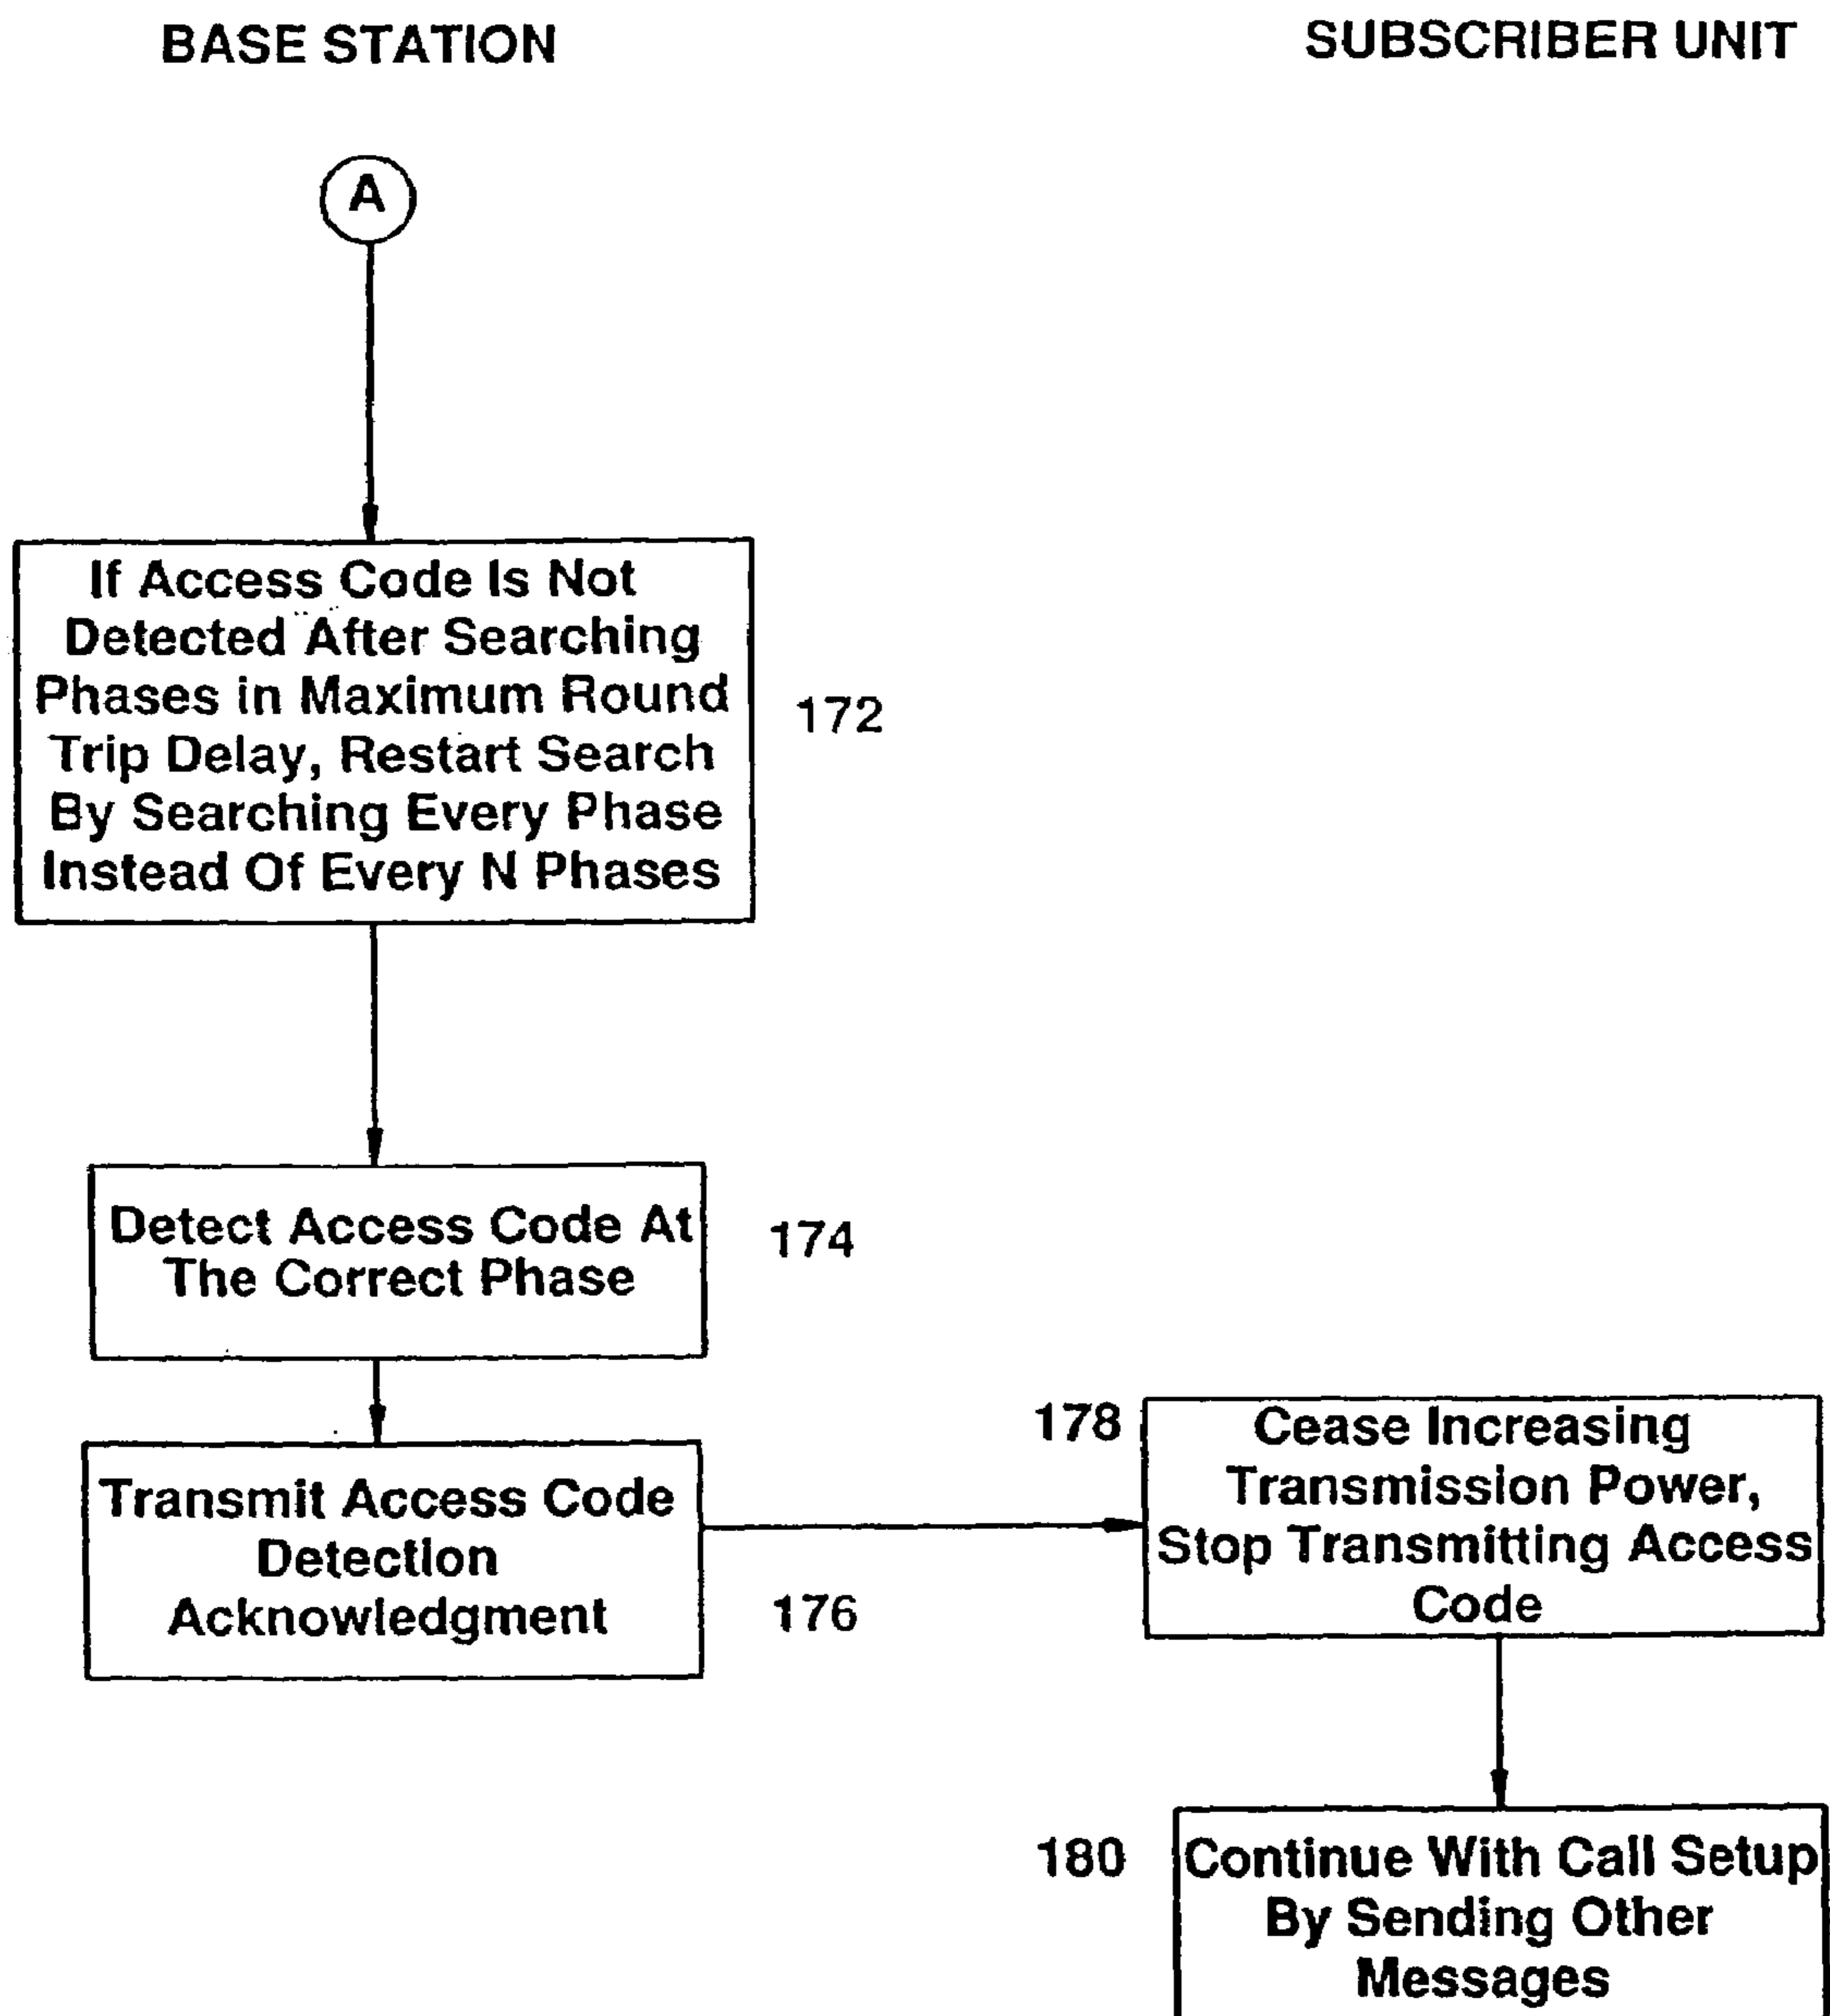 BASE STATION
SUBSCRIBER UNIT
A
If Access Code Is Not
Detected After Searching
Phases in Maximum Round
Trip Delay, Restart Search
By Searching Every Phase
Instead Of Every N Phases
172
Detect Access Code At
The Correct Phase
174
Transmit Access Code
Detection
Acknowledgment
176
178
Cease Increasing
Transmission Power,
Stop Transmitting Access
Code
180
Continue With Call Setup
By Sending Other
Messages